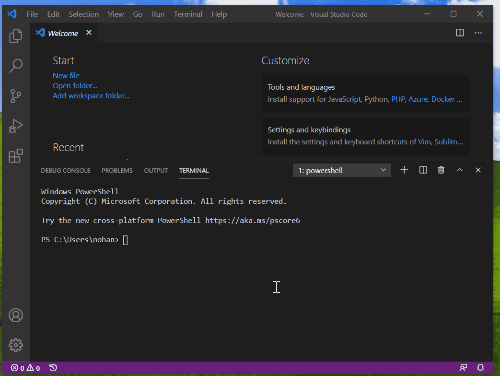 File Edit Selection View Go Run Terminal Help Welcome - Visual Studio Code
Welcome
Start
New file
Open folder...
Add workspace folder...
Recent
Customize
Tools and languages
Install support for JavaScript, Python, PHP, Azure, Docker ...
Settings and keybindings
Install the settings and keyboard shortcuts of Vim, Sublim...
DEBUG CONSOLE PROBLEMS OUTPUT TERMINAL 1: powershell
Windows PowerShell
Copyright (C) Microsoft Corporation. All rights reserved.
Try the new cross-platform PowerShell https://aka.ms/pscore6
PS C:\Users\nohan>
0 0